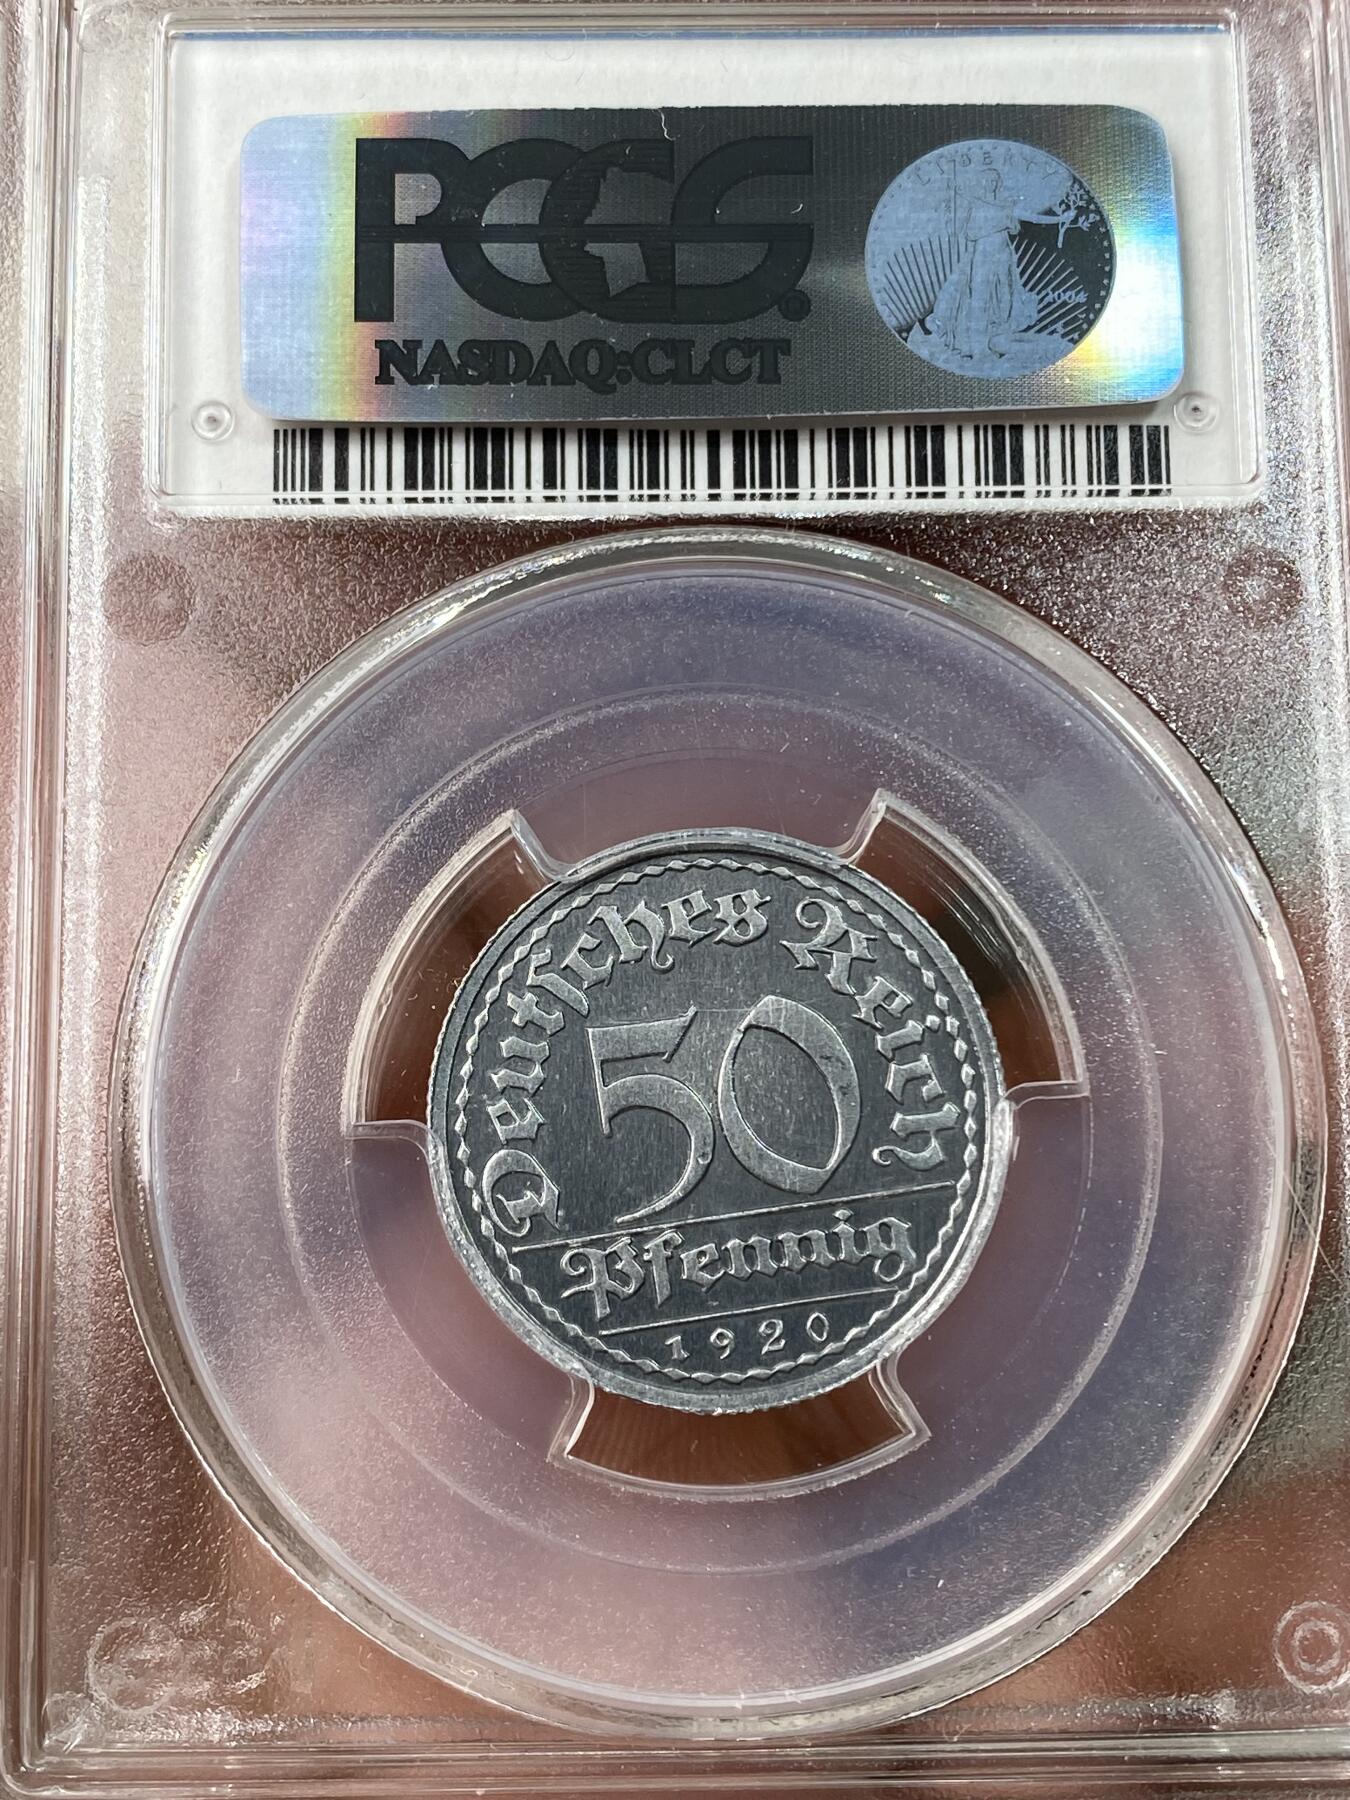 PCGS®
NASDAQ:CLCT
LIBERTY
Deutsches Reich
50
Pfennig
1920